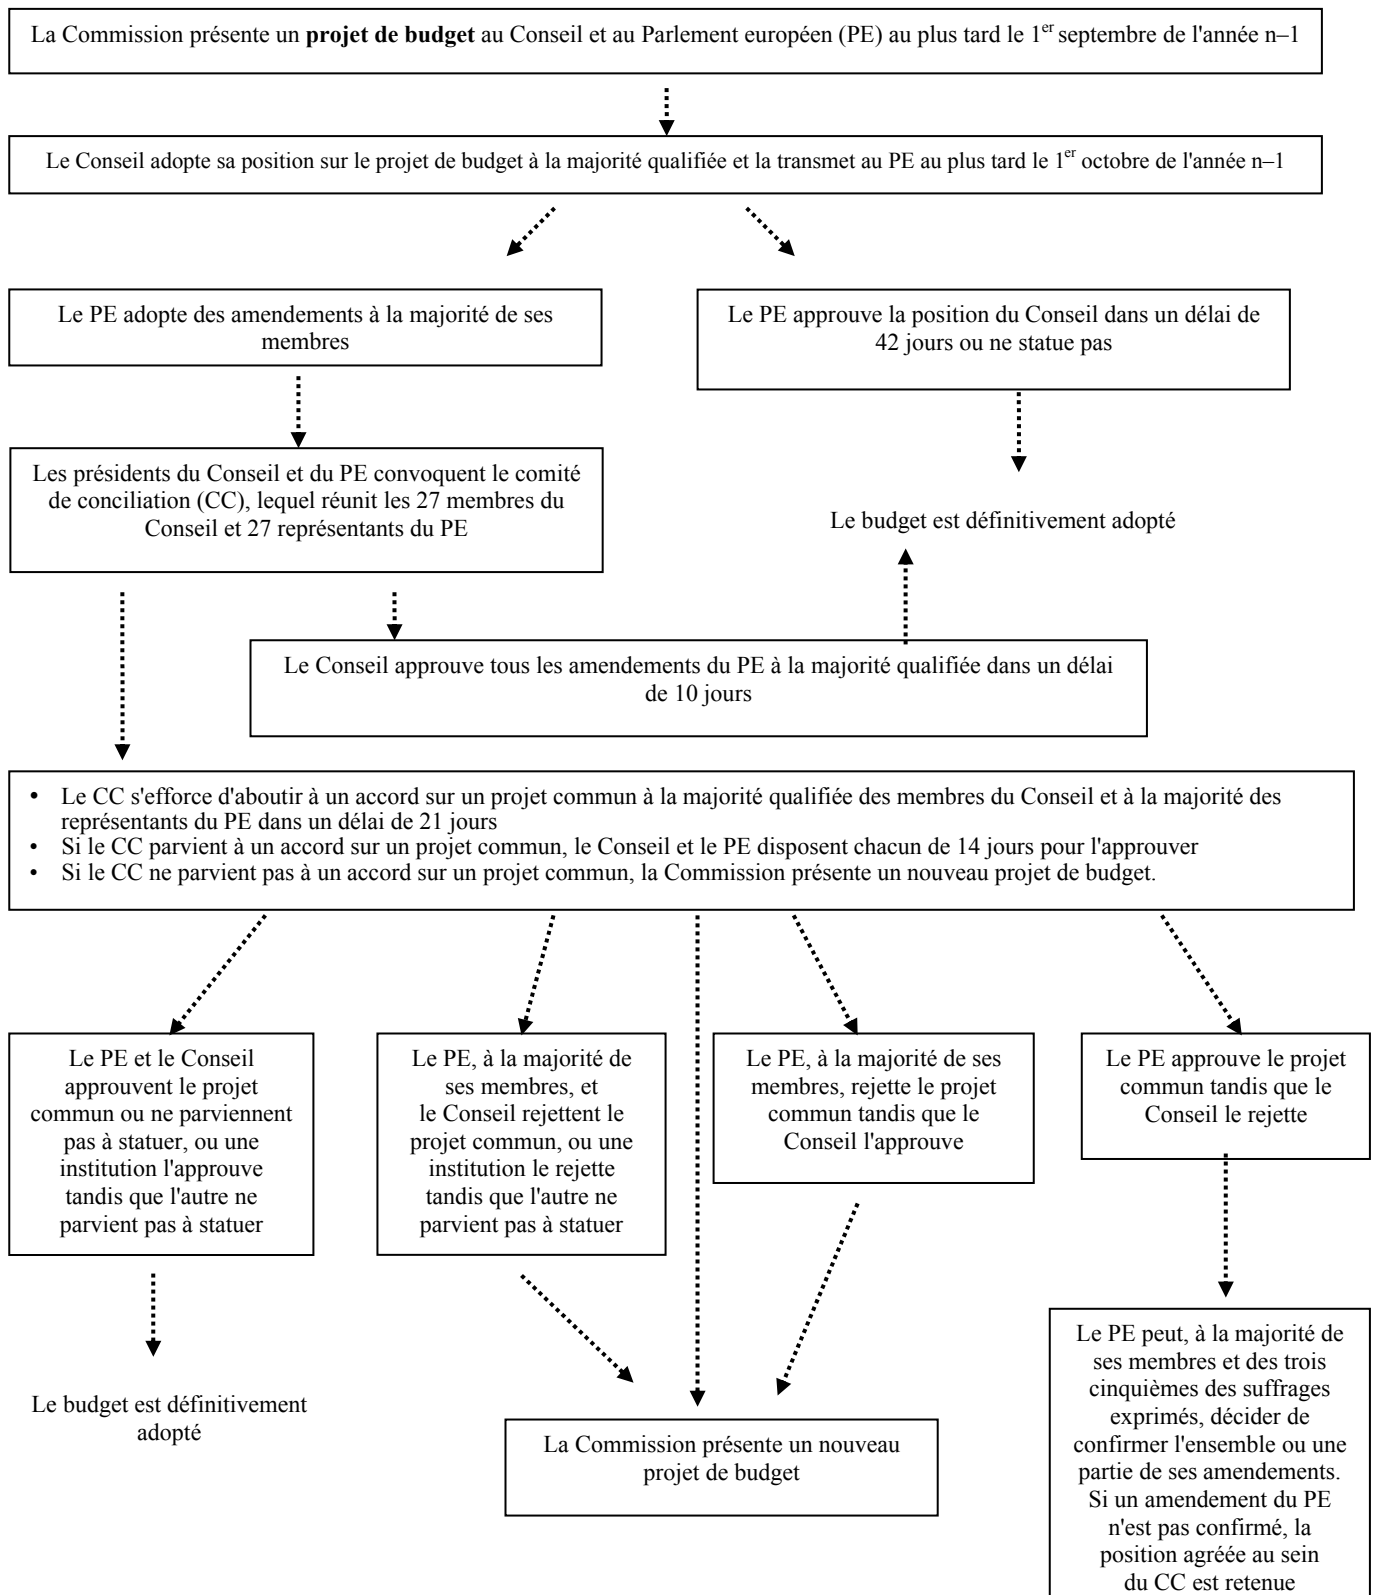 La Commission présente un projet de budget au Conseil et au Parlement européen (PE) au plus tard le 1er septembre de l'année n–1
Le Conseil adopte sa position sur le projet de budget à la majorité qualifiée et la transmet au PE au plus tard le 1er octobre de l'année n–1
Le PE adopte des amendements à la majorité de ses
membres
Le PE approuve la position du Conseil dans un délai de
42 jours ou ne statue pas
Les présidents du Conseil et du PE convoquent le comité
de conciliation (CC), lequel réunit les 27 membres du
Conseil et 27 représentants du PE
Le budget est définitivement adopté
Le Conseil approuve tous les amendements du PE à la majorité qualifiée dans un délai
de 10 jours
• Le CC s'efforce d'aboutir à un accord sur un projet commun à la majorité qualifiée des membres du Conseil et à la majorité des
représentants du PE dans un délai de 21 jours
• Si le CC parvient à un accord sur un projet commun, le Conseil et le PE disposent chacun de 14 jours pour l'approuver
• Si le CC ne parvient pas à un accord sur un projet commun, la Commission présente un nouveau projet de budget.
Le PE et le Conseil
approuvent le projet
commun ou ne parviennent
pas à statuer, ou une
institution l'approuve
tandis que l'autre ne
parvient pas à statuer
Le PE, à la majorité de
ses membres, et
le Conseil rejettent le
projet commun, ou une
institution le rejette
tandis que l'autre ne
parvient pas à statuer
Le PE, à la majorité de ses
membres, rejette le projet
commun tandis que le
Conseil l'approuve
Le PE approuve le projet
commun tandis que le
Conseil le rejette
Le budget est définitivement
adopté
La Commission présente un nouveau
projet de budget
Le PE peut, à la majorité de
ses membres et des trois
cinquièmes des suffrages
exprimés, décider de
confirmer l'ensemble ou une
partie de ses amendements.
Si un amendement du PE
n'est pas confirmé, la
position agréée au sein
du CC est retenue